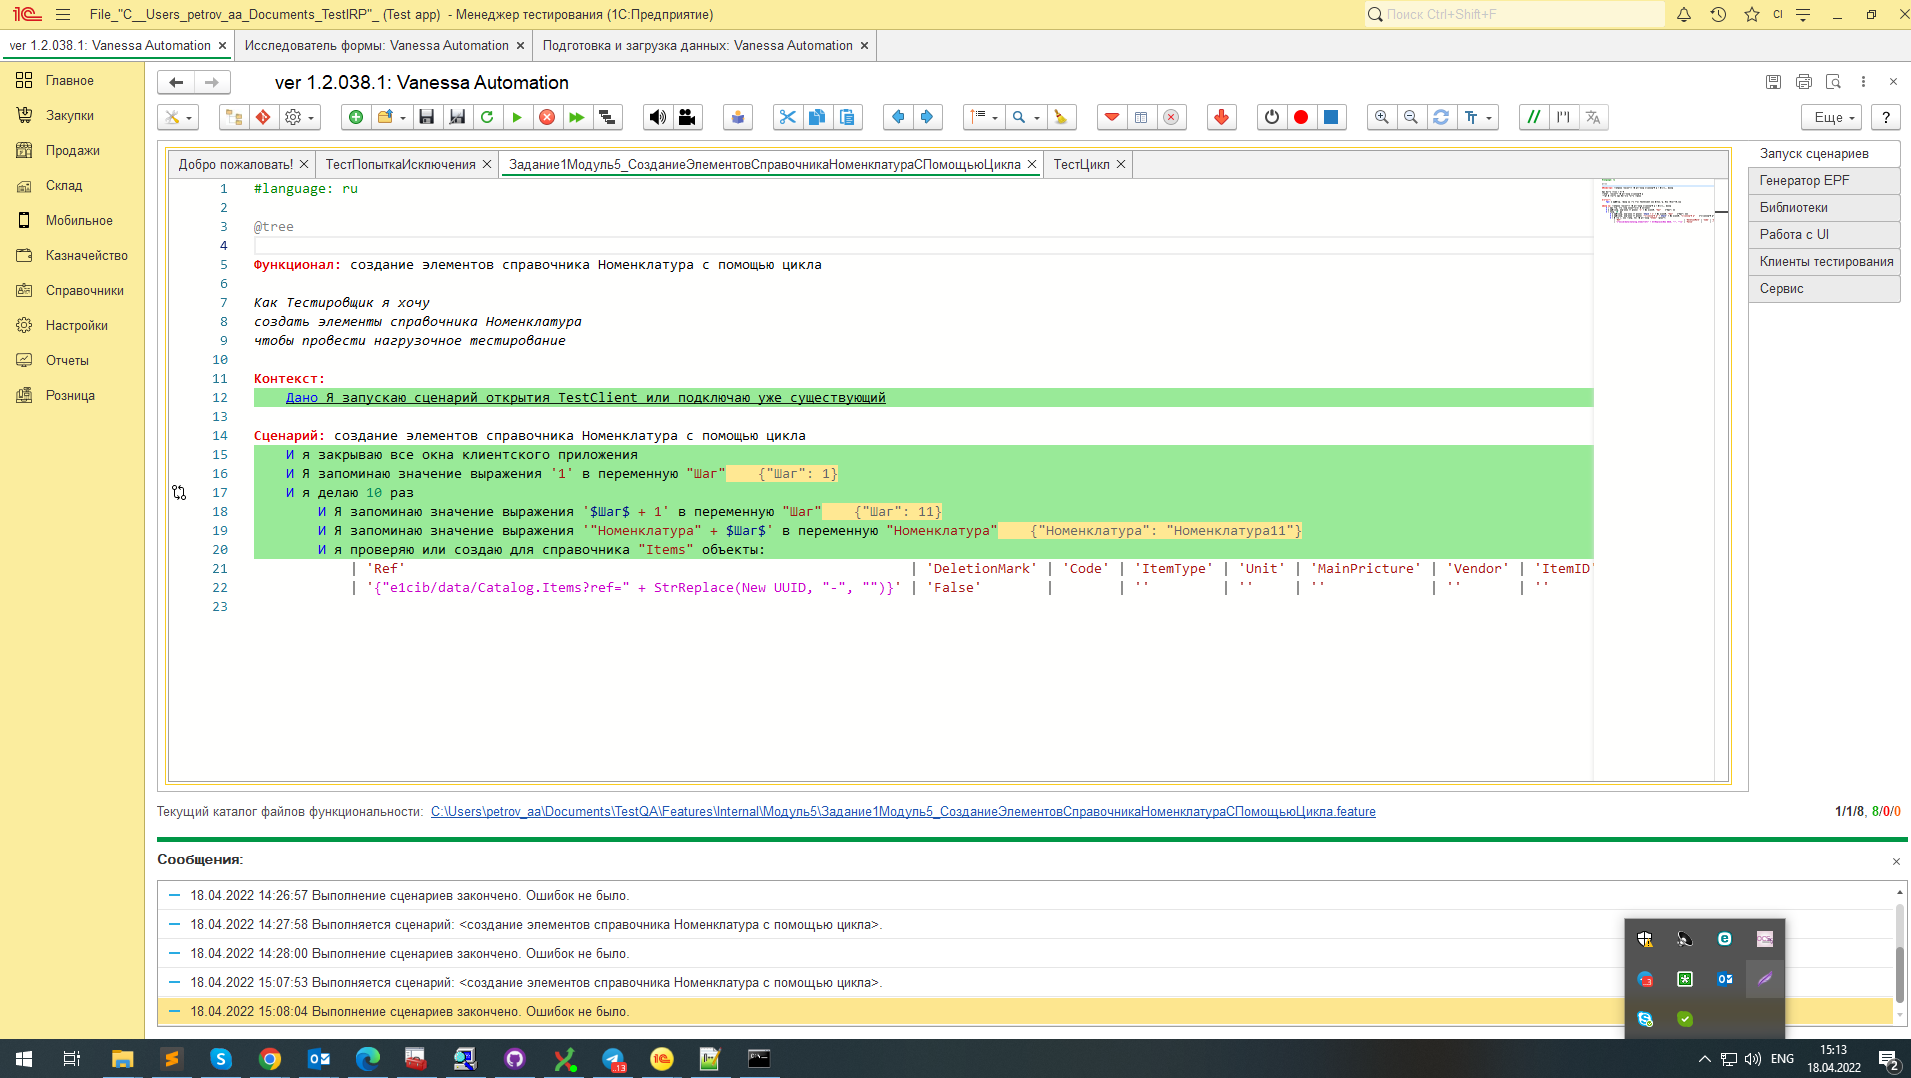 File_"C__Users_petrov_aa_Documents_TestIRP"_ (Test app) - Менеджер тестирования (1С:Предприятие)
Поиск Ctrl+Shift+F
CI
ver 1.2.038.1: Vanessa Automation
Исследователь формы: Vanessa Automation
Подготовка и загрузка данных: Vanessa Automation
Главное
Закупки
Продажи
Склад
Мобильное
Казначейство
Справочники
Настройки
Отчеты
Розница
ver 1.2.038.1: Vanessa Automation
Еще
?
Добро пожаловать!
ТестПопыткаИсключения
Задание1Модуль5_СозданиеЭлементовСправочникаНоменклатураСПомощьюЦикла
ТестЦикл
1 #language: ru
2
3 @tree
4
5 Функционал: создание элементов справочника Номенклатура с помощью цикла
6
7 Как Тестировщик я хочу
8 создать элементы справочника Номенклатура
9 чтобы провести нагрузочное тестирование
10
11 Контекст:
12 Дано Я запускаю сценарий открытия TestClient или подключаю уже существующий
13
14 Сценарий: создание элементов справочника Номенклатура с помощью цикла
15 И я закрываю все окна клиентского приложения
16 И Я запоминаю значение выражения '1' в переменную "Шаг" {"Шаг": 1}
17 И я делаю 10 раз
18 И Я запоминаю значение выражения '$Шаг$ + 1' в переменную "Шаг" {"Шаг": 11}
19 И Я запоминаю значение выражения '"Номенклатура" + $Шаг$' в переменную "Номенклатура" {"Номенклатура": "Номенклатура11"}
20 И я проверяю или создаю для справочника "Items" объекты:
21 | 'Ref' | 'DeletionMark' | 'Code' | 'ItemType' | 'Unit' | 'MainPricture' | 'Vendor' | 'ItemID'
22 | '{"e1cib/data/Catalog.Items?ref=" + StrReplace(New UUID, "-", "")}' | 'False' | | '' | '' | '' | '' | ''
23
Запуск сценариев
Генератор EPF
Библиотеки
Работа с UI
Клиенты тестирования
Сервис
Текущий каталог файлов функциональности: C:\Users\petrov_aa\Documents\TestQA\Features\Internal\Модуль5\Задание1Модуль5_СозданиеЭлементовСправочникаНоменклатураСПомощьюЦикла.feature
1/1/8, 8/0/0
Сообщения:
18.04.2022 14:26:57 Выполнение сценариев закончено. Ошибок не было.
18.04.2022 14:27:58 Выполняется сценарий: <создание элементов справочника Номенклатура с помощью цикла>.
18.04.2022 14:28:00 Выполнение сценариев закончено. Ошибок не было.
18.04.2022 15:07:53 Выполняется сценарий: <создание элементов справочника Номенклатура с помощью цикла>.
18.04.2022 15:08:04 Выполнение сценариев закончено. Ошибок не было.
13
ENG
15:13
18.04.2022
2